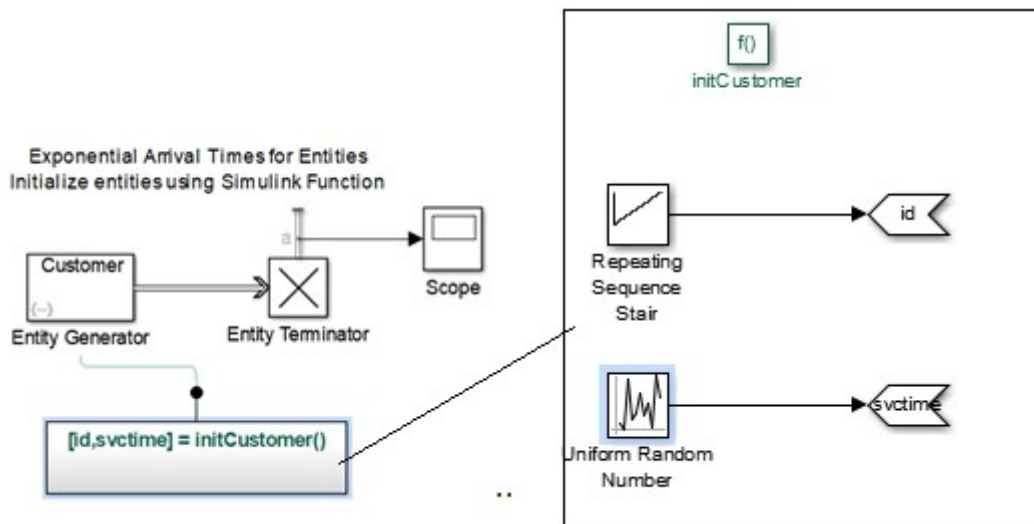 Exponential Arrival Times for Entities
Initialize entities using Simulink Function
Customer
{--}
Entity Generator
a
Entity Terminator
Scope
[id,svctime] = initCustomer()
f()
initCustomer
Repeating
Sequence
Stair
id
Uniform Random
Number
svctime
..